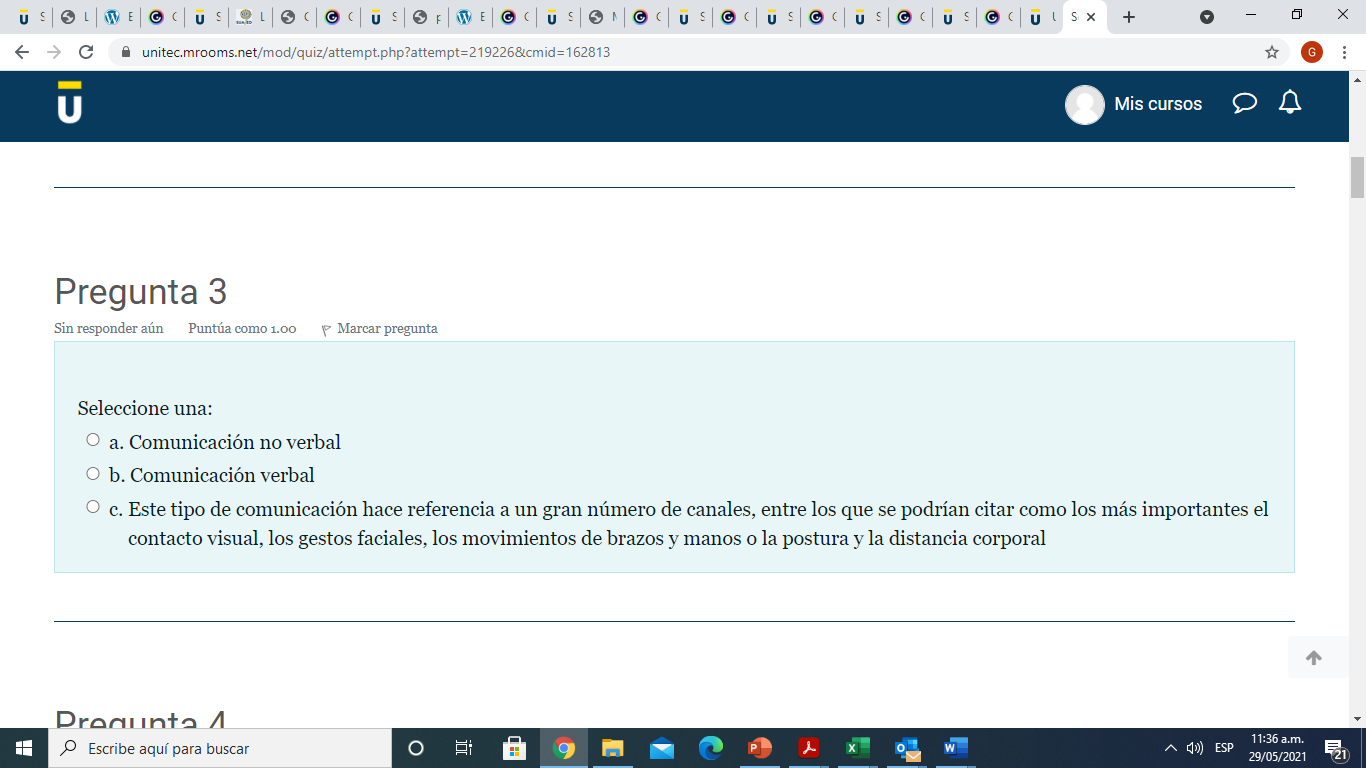 unitec.mrooms.net/mod/quiz/attempt.php?attempt=219226&cmid=162813
G
Mis cursos
Pregunta 3
Sin responder aún Puntúa como 1.00 Marcar pregunta
Seleccione una:
a. Comunicación no verbal
b. Comunicación verbal
c. Este tipo de comunicación hace referencia a un gran número de canales, entre los que se podrían citar como los más importantes el
contacto visual, los gestos faciales, los movimientos de brazos y manos o la postura y la distancia corporal
Pregunta 4
Escribe aquí para buscar
ESP
11:36 a.m.
29/05/2021
21